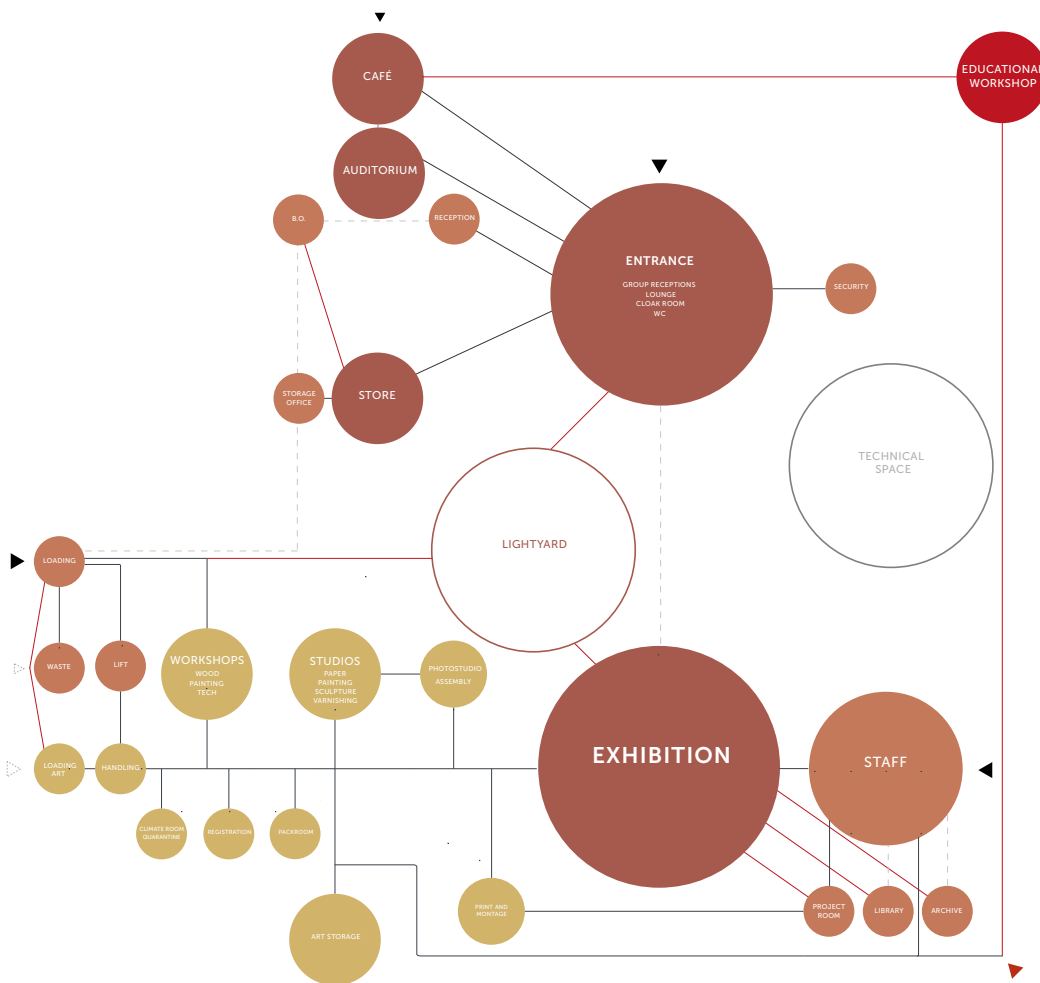 CAFÉ
EDUCATIONAL
WORKSHOP
AUDITORIUM
B.O.
RECEPTION
ENTRANCE
GROUP RECEPTIONS
LOUNGE
CLOAK ROOM
WC
SECURITY
STORAGE
OFFICE
STORE
TECHNICAL
SPACE
LIGHTYARD
LOADING
WASTE
LIFT
WORKSHOPS
WOOD
PAINTING
TECH
STUDIOS
PAPER
PAINTING
SCULPTURE
VARNISHING
PHOTOSTUDIO
ASSEMBLY
EXHIBITION
STAFF
LOADING
ART
HANDLING
CLIMATE ROOM
QUARANTINE
REGISTRATION
PACKROOM
PRINT AND
MONTAGE
PROJECT
ROOM
LIBRARY
ARCHIVE
ART STORAGE